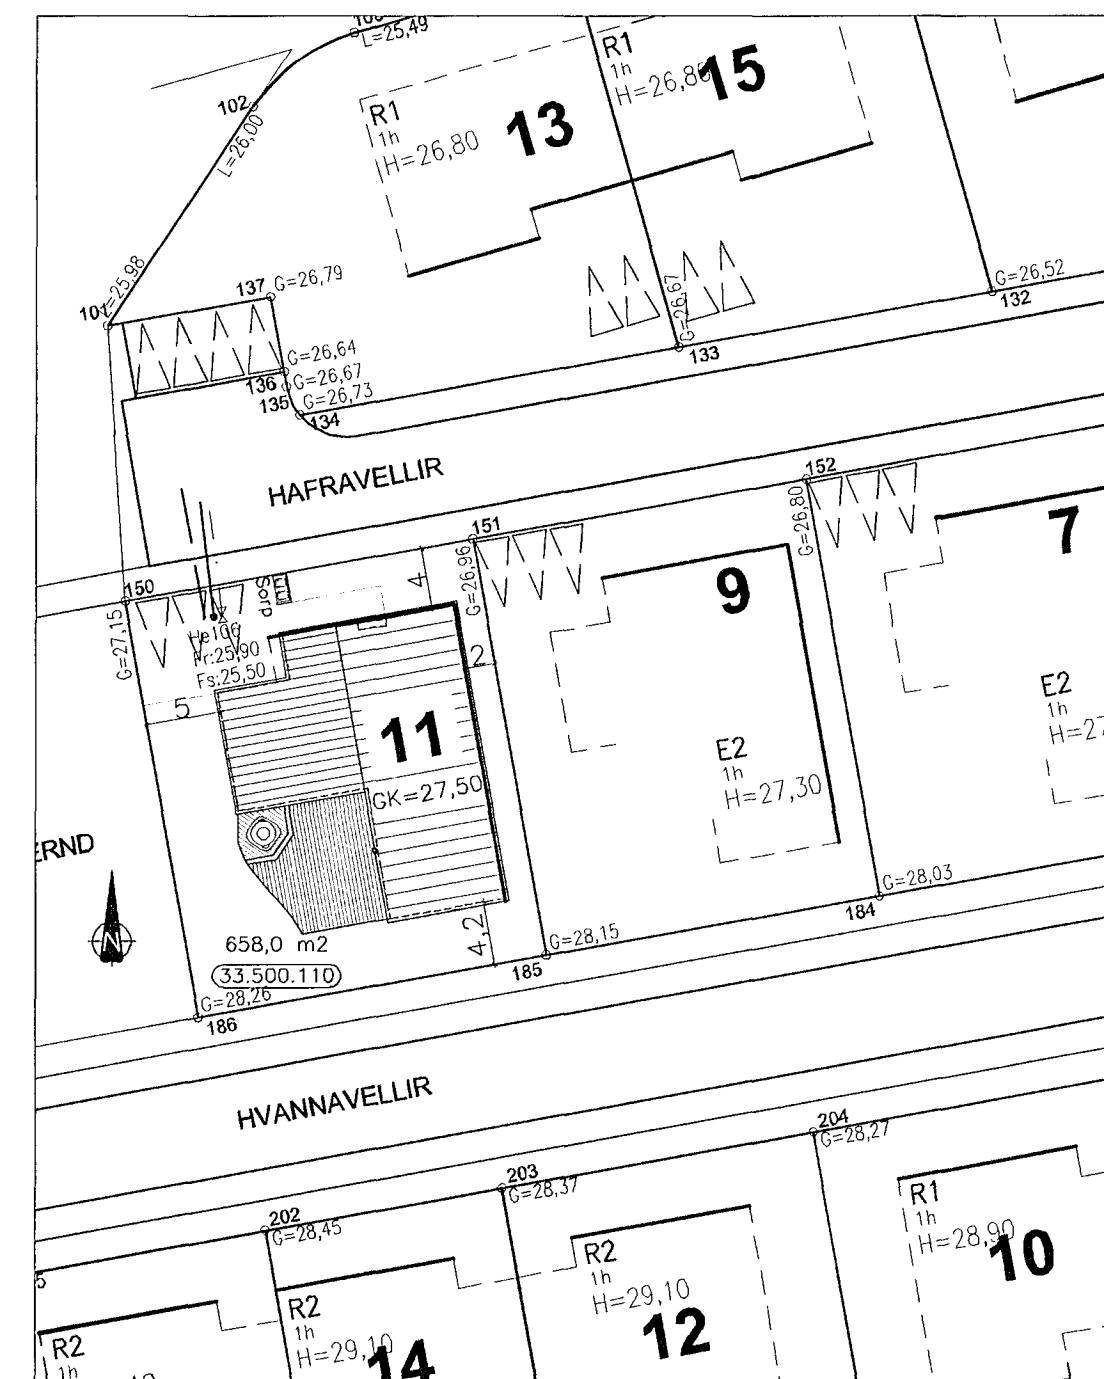 L=25,49
102
L=26,00
R1
1h
H=26,80
13
R1
1h
H=26,80
15
L=25,98
101
137
G=26,79
G=26,64
136
G=26,67
135
G=26,73
134
G=26,67
133
G=26,52
132
HAFRAVELLIR
150
G=27,15
Sorp
He106
Fr:25,90
Fs:25,50
4
2
5
11
GK=27,50
4,2
151
G=26,96
9
E2
1h
H=27,30
152
G=26,80
7
E2
1h
ERND
N
658,0 m2
33.500.110
G=28,26
186
G=28,15
185
G=28,03
184
HVANNAVELLIR
202
G=28,45
203
G=28,37
204
G=28,27
R2
1h
R2
1h
H=29,10
14
R2
1h
H=29,10
12
R1
1h
H=28,90
10
5